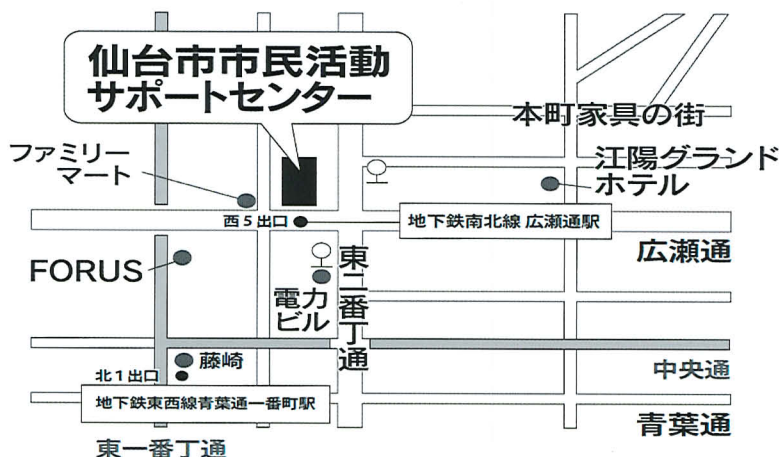 仙台市市民活動
サポートセンター
本町家具の街
ファミリー
マート
江陽グランド
ホテル
西5出口
地下鉄南北線 広瀬通駅
広瀬通
FORUS
電力
ビル
東二番丁通
藤崎
北1出口
中央通
地下鉄東西線青葉通一番町駅
青葉通
東一番丁通